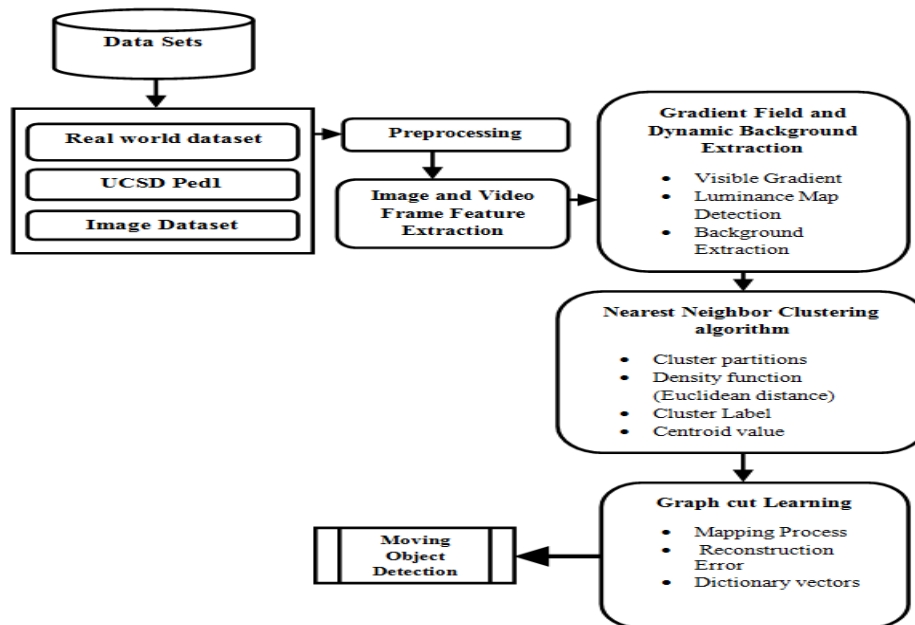 Data Sets
Real world dataset
UCSD Ped1
Image Dataset
Preprocessing
Image and Video
Frame Feature
Extraction
Gradient Field and
Dynamic Background
Extraction
• Visible Gradient
• Luminance Map
Detection
• Background
Extraction
Nearest Neighbor Clustering
algorithm
• Cluster partitions
• Density function
(Euclidean distance)
• Cluster Label
• Centroid value
Graph cut Learning
• Mapping Process
• Reconstruction
Error
• Dictionary vectors
Moving
Object
Detection